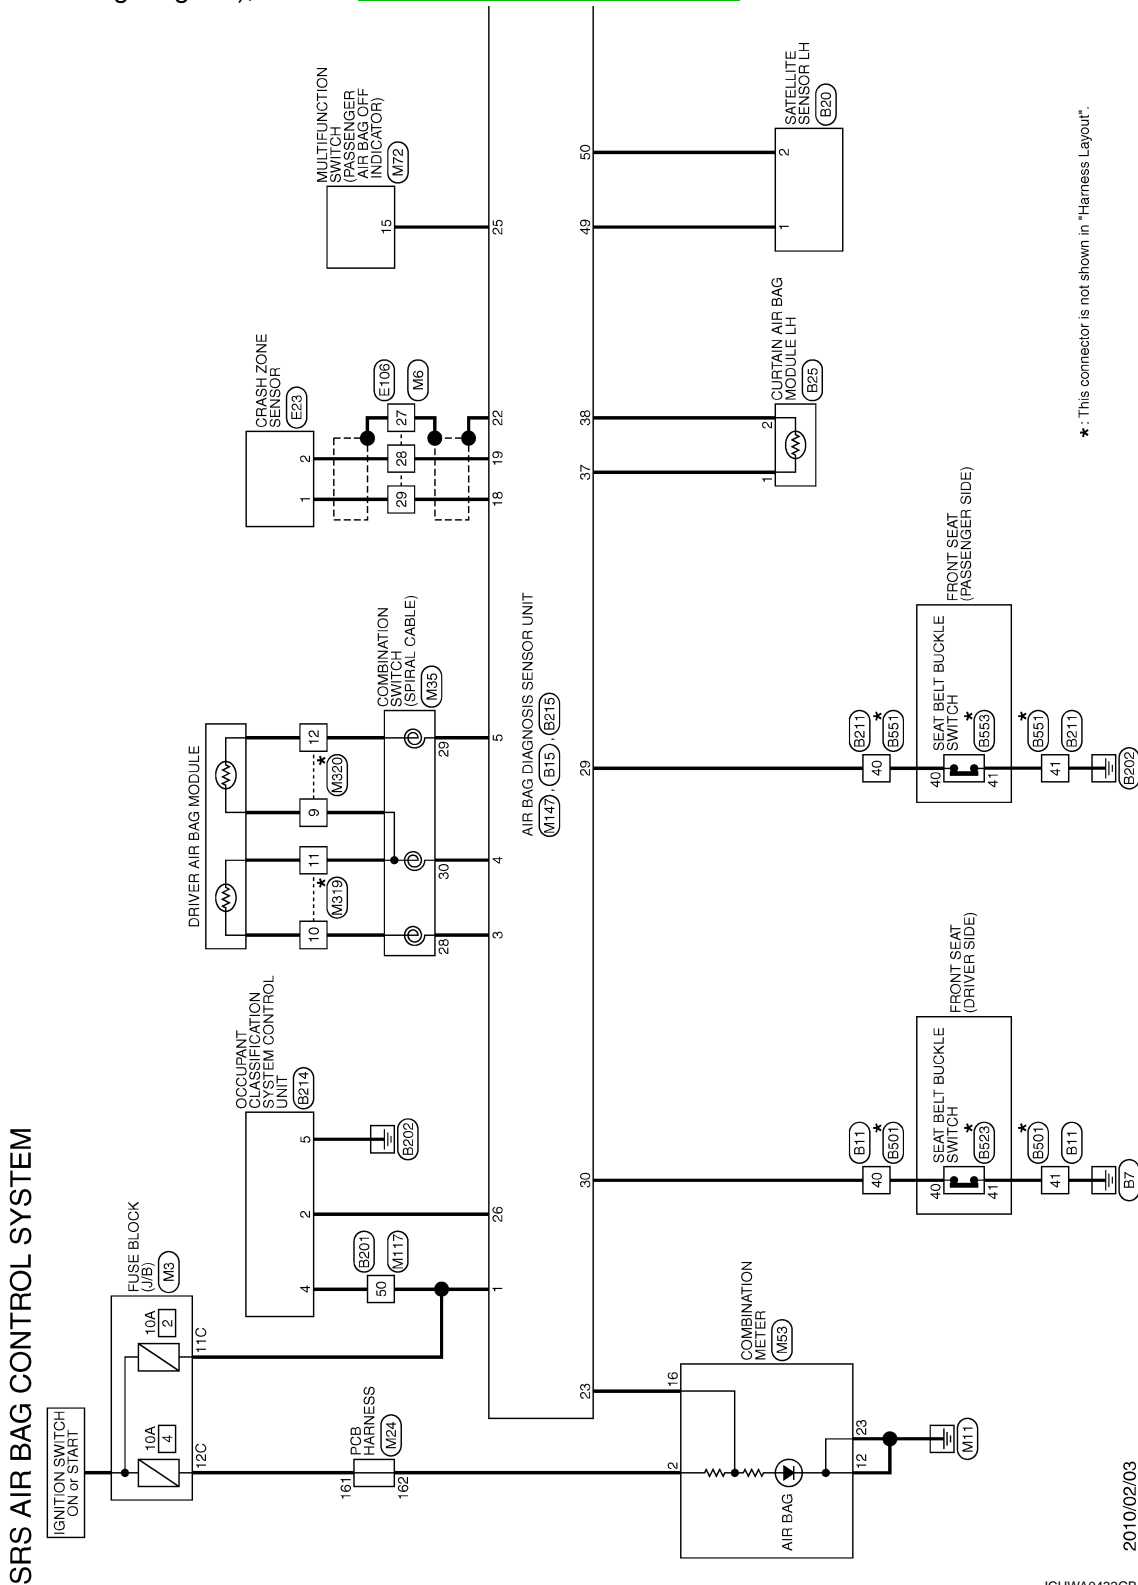 SRS AIR BAG CONTROL SYSTEM
IGNITION SWITCH
ON or START
FUSE BLOCK
(J/B)
M3
10A
4
10A
2
12C
11C
161
PCB
HARNESS
M24
162
OCCUPANT
CLASSIFICATION
SYSTEM CONTROL
UNIT
B214
4
2
5
50
B201
M117
B202
1
26
DRIVER AIR BAG MODULE
10
11
9
12
*
M319
*
M320
COMBINATION
SWITCH
(SPIRAL CABLE)
M35
28
30
29
3
4
5
CRASH ZONE
SENSOR
E23
1
2
29
28
27
E106
M6
18
19
22
MULTIFUNCTION
SWITCH
(PASSENGER
AIR BAG OFF
INDICATOR)
M72
15
25
AIR BAG DIAGNOSIS SENSOR UNIT
M147 , B15 , B215
23
30
29
37
38
49
50
COMBINATION
METER
M53
2
16
AIR BAG
12
23
M11
B11
*
B501
40
FRONT SEAT
(DRIVER SIDE)
SEAT BELT BUCKLE
SWITCH
*
B523
40
41
*
B501
B11
41
B7
B211
*
B551
40
FRONT SEAT
(PASSENGER SIDE)
SEAT BELT BUCKLE
SWITCH
*
B553
40
41
*
B551
B211
41
B202
CURTAIN AIR BAG
MODULE LH
B25
1
2
SATELLITE
SENSOR LH
B20
1
2
* : This connector is not shown in "Harness Layout".
2010/02/03